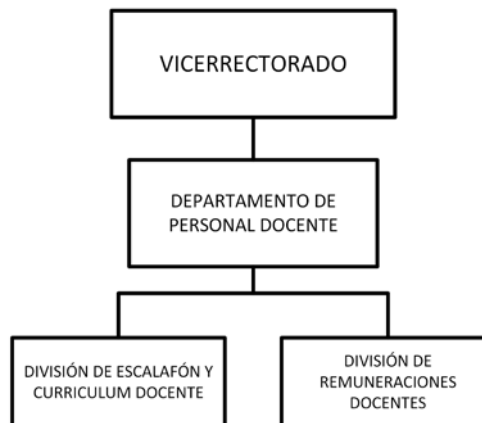 VICERRECTORADO
DEPARTAMENTO DE
PERSONAL DOCENTE
DIVISIÓN DE ESCALAFÓN Y
CURRICULUM DOCENTE
DIVISIÓN DE
REMUNERACIONES
DOCENTES